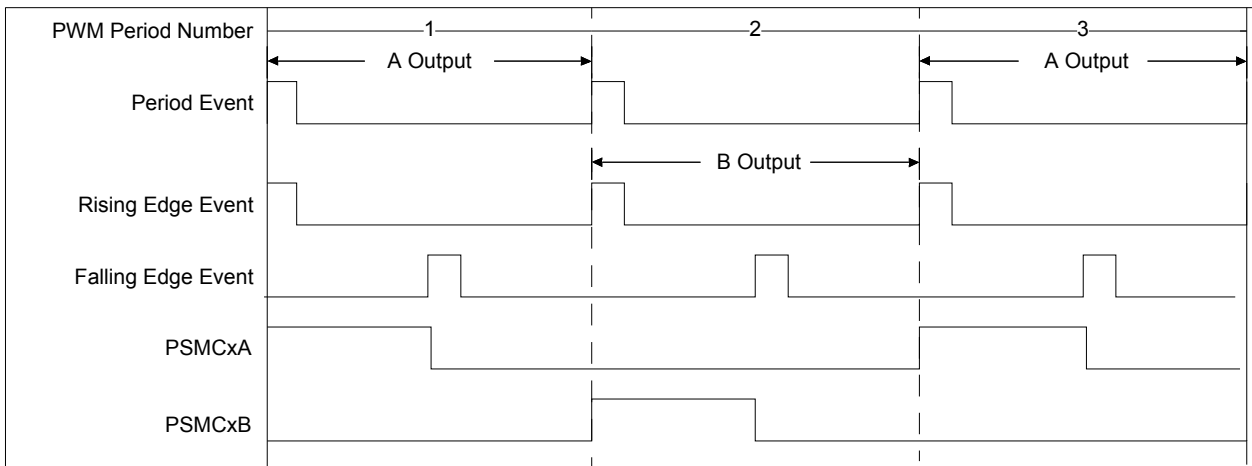 PWM Period Number 1 2 3
A Output A Output
Period Event
B Output
Rising Edge Event
Falling Edge Event
PSMCxA
PSMCxB